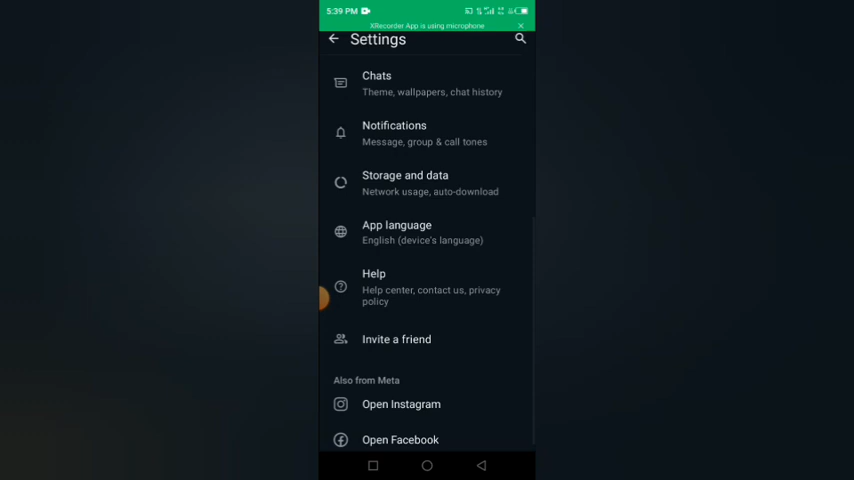 5:39 PM
XRecorder App is using microphone
Settings
Chats
Theme, wallpapers, chat history
Notifications
Message, group & call tones
Storage and data
Network usage, auto-download
App language
English (device's language)
Help
Help center, contact us, privacy
policy
Invite a friend
Also from Meta
Open Instagram
Open Facebook